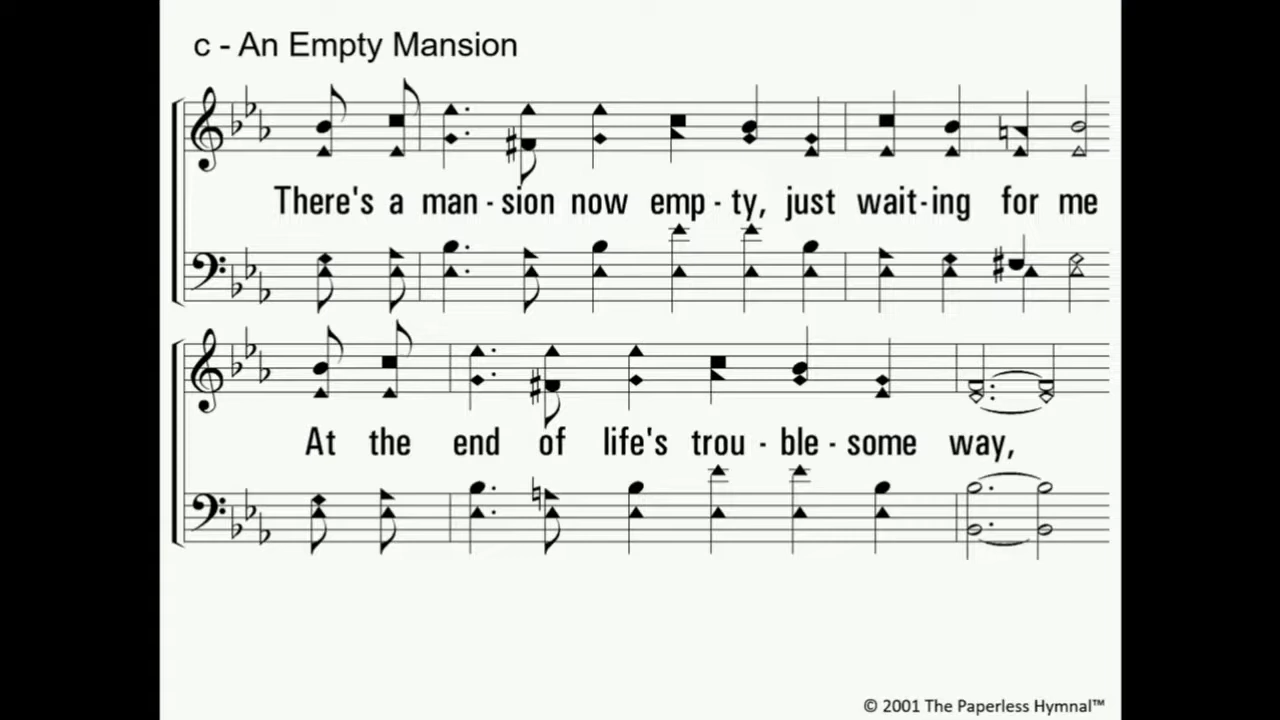 c - An Empty Mansion
There's a man - sion now emp - ty, just wait - ing for me
At the end of life's trou - ble - some way,
© 2001 The Paperless Hymnal™